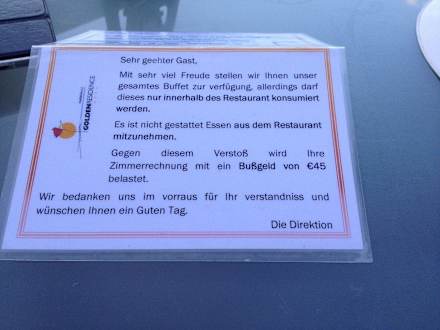 Sehr geehter Gast,
Mit sehr viel Freude stellen wir Ihnen unser
gesamtes Buffet zur verfügung, allerdings darf
dieses nur innerhalb des Restaurant konsumiert
werden.
Es ist nicht gestattet Essen aus dem Restaurant
mitzunehmen.
Gegen diesem Verstoß wird Ihre
Zimmerrechnung mit ein Bußgeld von €45
belastet.
Wir bedanken uns im vorraus für Ihr verstandniss und
wünschen Ihnen ein Guten Tag.
Die Direktion
GOLDENRESIDENCE